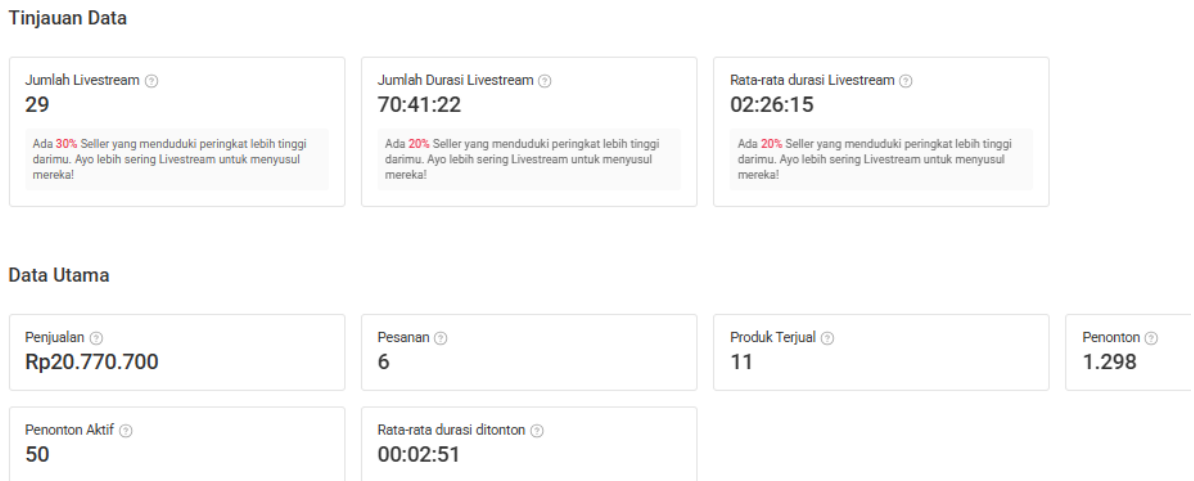 Tinjauan Data
Jumlah Livestream
29
Ada 30% Seller yang menduduki peringkat lebih tinggi
darimu. Ayo lebih sering Livestream untuk menyusul
mereka!
Jumlah Durasi Livestream
70:41:22
Ada 20% Seller yang menduduki peringkat lebih tinggi
darimu. Ayo lebih sering Livestream untuk menyusul
mereka!
Rata-rata durasi Livestream
02:26:15
Ada 20% Seller yang menduduki peringkat lebih tinggi
darimu. Ayo lebih sering Livestream untuk menyusul
mereka!
Data Utama
Penjualan
Rp20.770.700
Pesanan
6
Produk Terjual
11
Penonton
1.298
Penonton Aktif
50
Rata-rata durasi ditonton
00:02:51